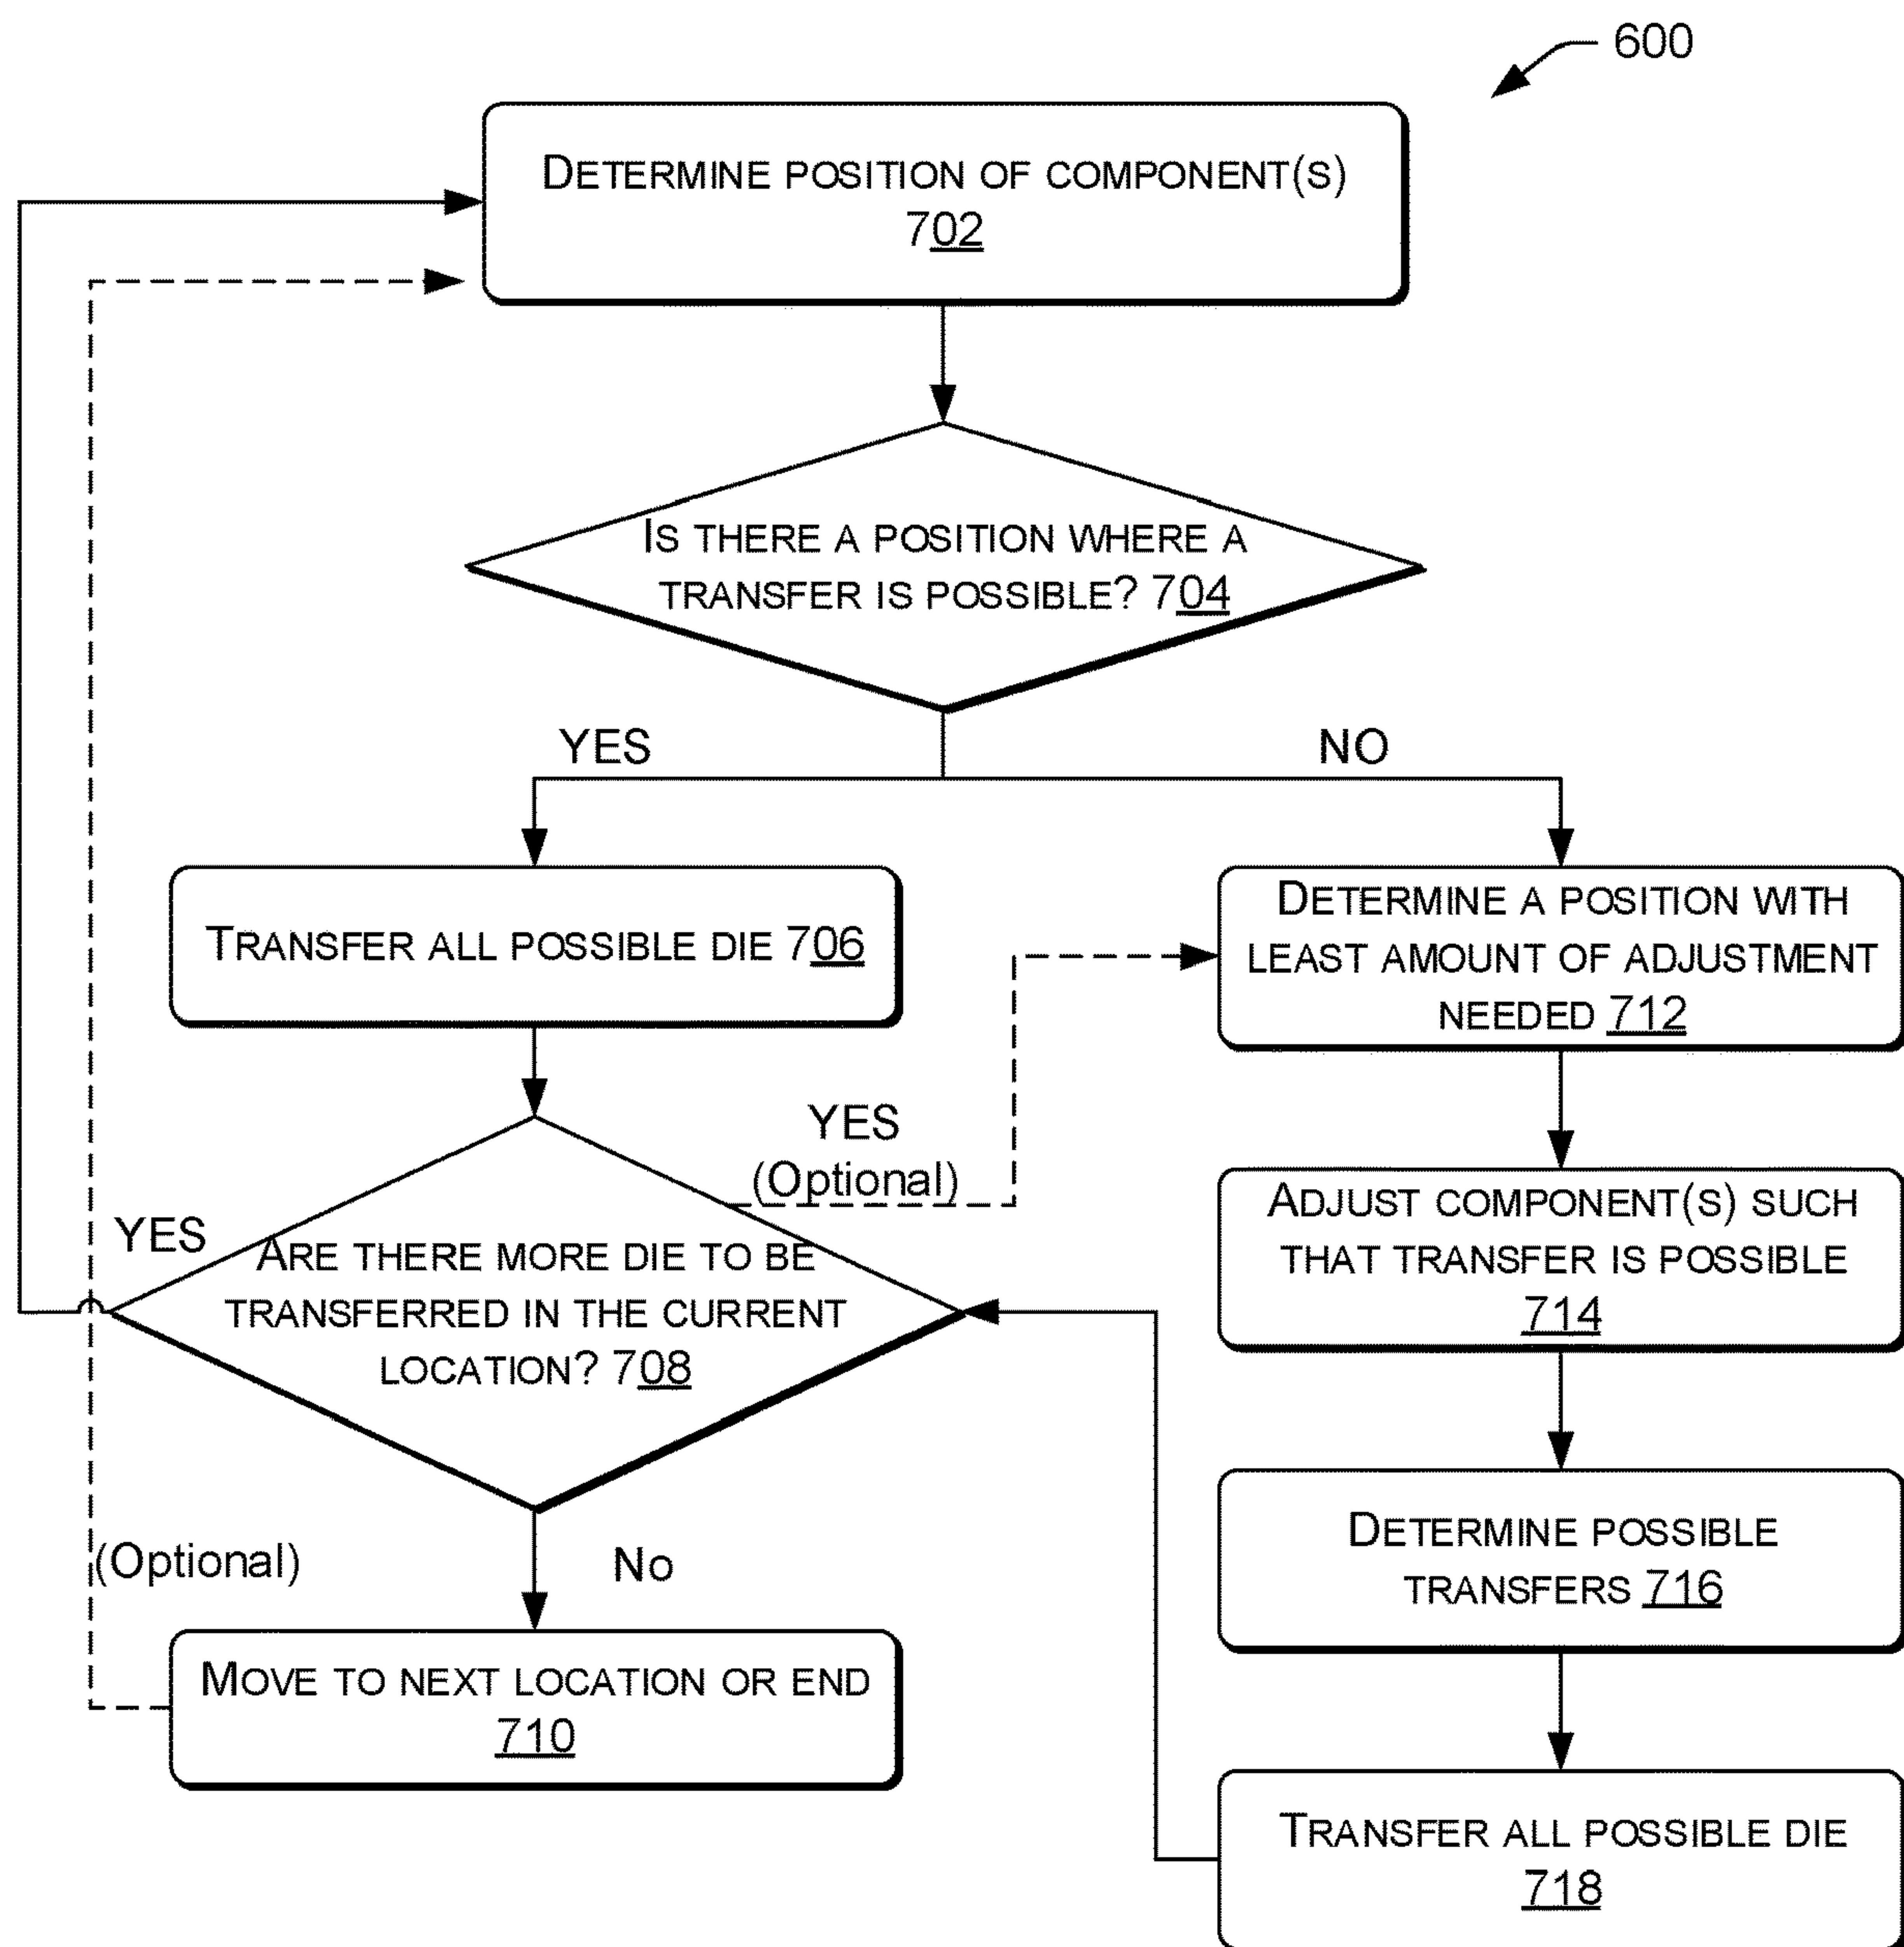 600
DETERMINE POSITION OF COMPONENT(S)
702
IS THERE A POSITION WHERE A
TRANSFER IS POSSIBLE? 704
YES
NO
TRANSFER ALL POSSIBLE DIE 706
DETERMINE A POSITION WITH
LEAST AMOUNT OF ADJUSTMENT
NEEDED 712
YES
(Optional)
YES
ARE THERE MORE DIE TO BE
TRANSFERRED IN THE CURRENT
LOCATION? 708
ADJUST COMPONENT(S) SUCH
THAT TRANSFER IS POSSIBLE
714
(Optional)
No
DETERMINE POSSIBLE
TRANSFERS 716
MOVE TO NEXT LOCATION OR END
710
TRANSFER ALL POSSIBLE DIE
718